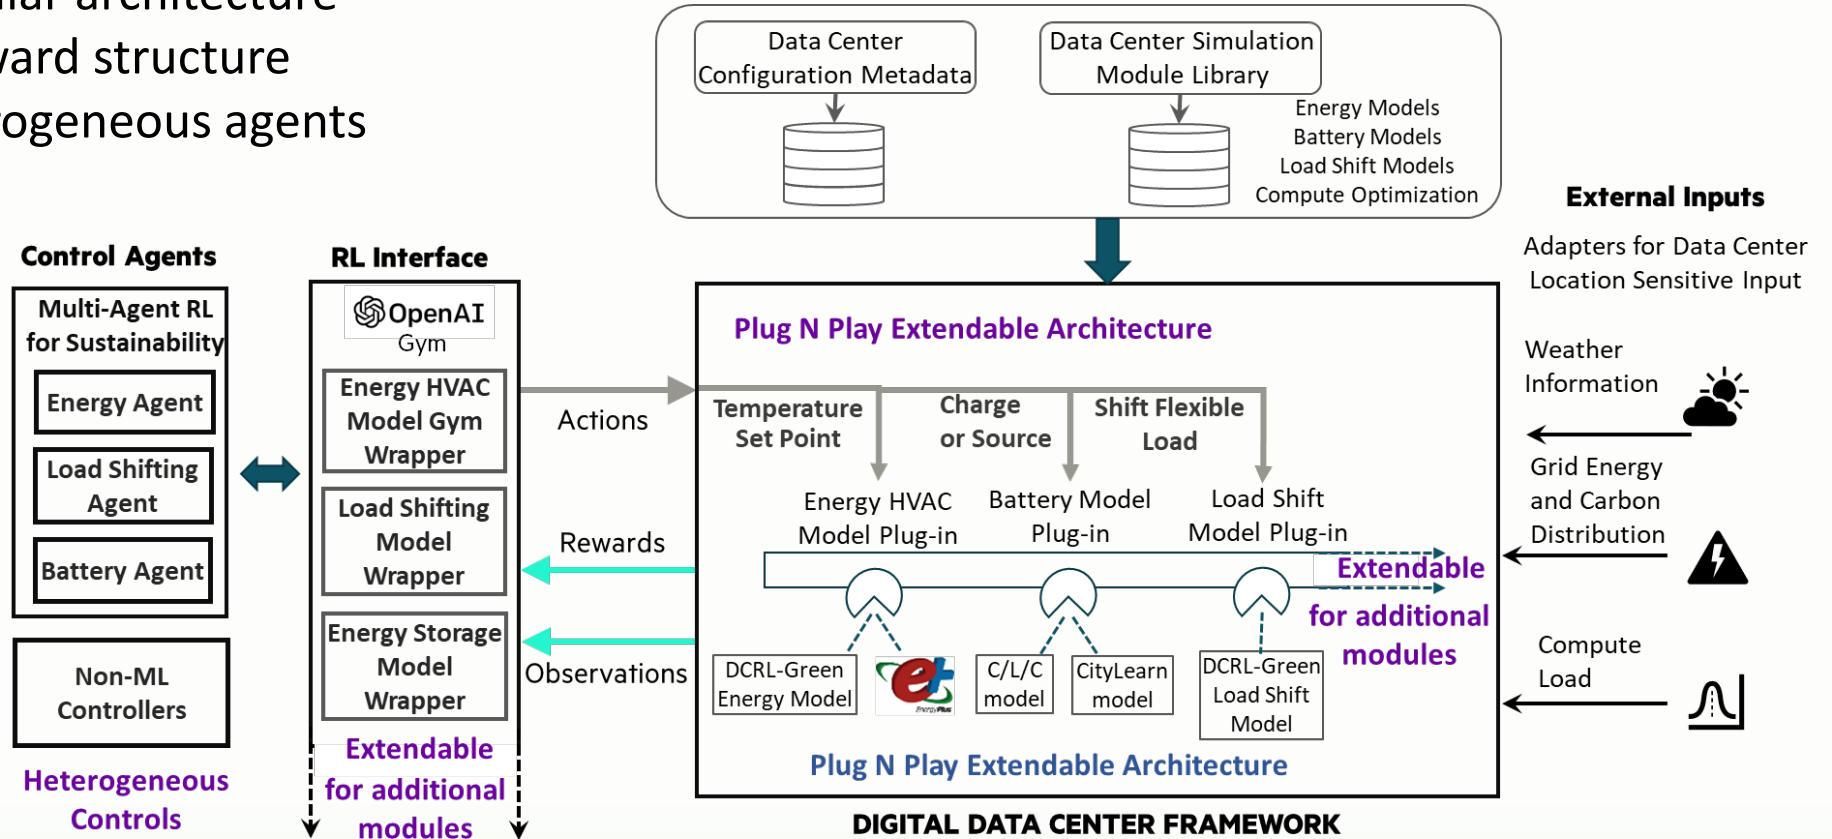 ward structure
rogeneous agents
Data Center
Configuration Metadata
Data Center Simulation
Module Library
Energy Models
Battery Models
Load Shift Models
Compute Optimization
External Inputs
Adapters for Data Center
Location Sensitive Input
Weather
Information
Grid Energy
and Carbon
Distribution
Compute
Load
Control Agents
Multi-Agent RL
for Sustainability
Energy Agent
Load Shifting
Agent
Battery Agent
Non-ML
Controllers
Heterogeneous
Controls
RL Interface
OpenAI
Gym
Energy HVAC
Model Gym
Wrapper
Load Shifting
Model
Wrapper
Energy Storage
Model
Wrapper
Extendable
for additional
modules
Actions
Rewards
Observations
Plug N Play Extendable Architecture
Temperature
Set Point
Charge
or Source
Shift Flexible
Load
Energy HVAC
Model Plug-in
Battery Model
Plug-in
Load Shift
Model Plug-in
Extendable
for additional
modules
DCRL-Green
Energy Model
e+
EnergyPlus
C/L/C
model
CityLearn
model
DCRL-Green
Load Shift
Model
Plug N Play Extendable Architecture
DIGITAL DATA CENTER FRAMEWORK